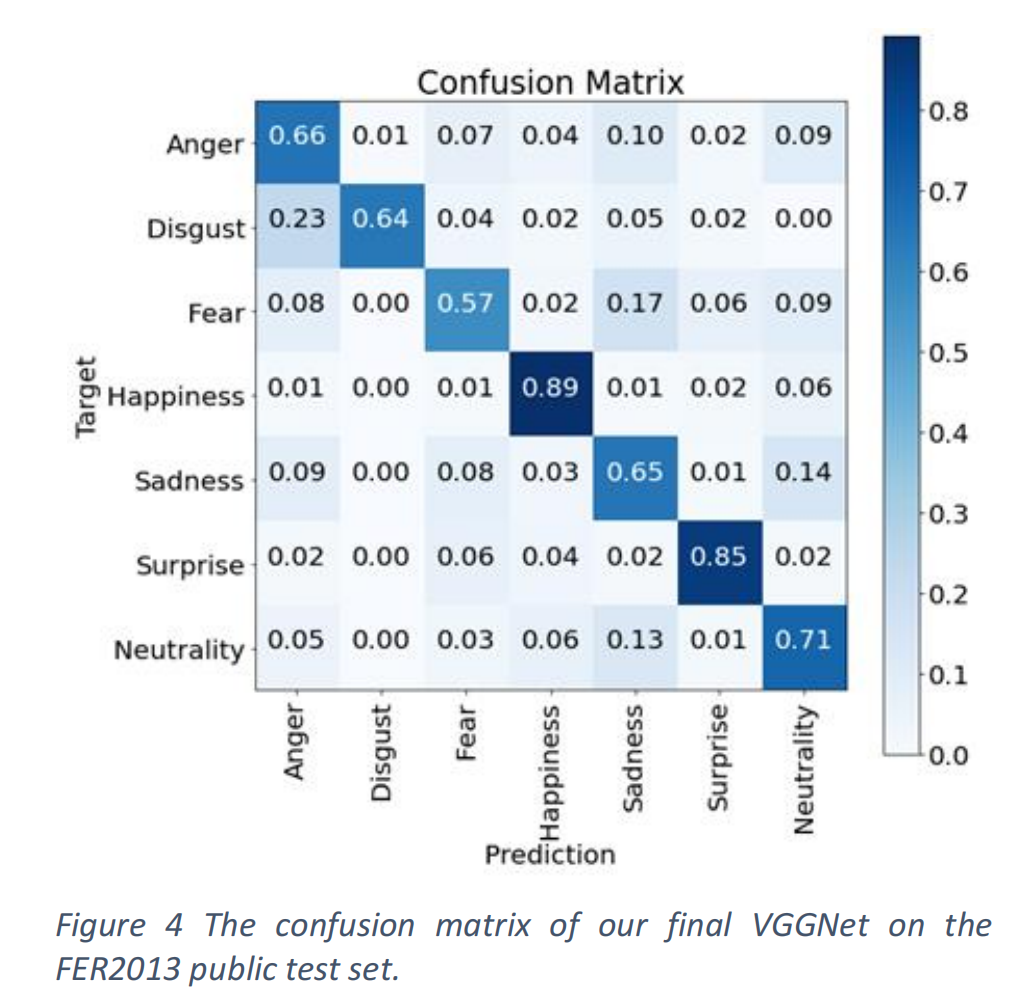 Confusion Matrix
Anger 0.66 0.01 0.07 0.04 0.10 0.02 0.09
Disgust 0.23 0.64 0.04 0.02 0.05 0.02 0.00
Fear 0.08 0.00 0.57 0.02 0.17 0.06 0.09
Happiness 0.01 0.00 0.01 0.89 0.01 0.02 0.06
Sadness 0.09 0.00 0.08 0.03 0.65 0.01 0.14
Surprise 0.02 0.00 0.06 0.04 0.02 0.85 0.02
Neutrality 0.05 0.00 0.03 0.06 0.13 0.01 0.71
Target
Anger Disgust Fear Happiness Sadness Surprise Neutrality
Prediction
0.8
0.7
0.6
0.5
0.4
0.3
0.2
0.1
0.0
Figure 4 The confusion matrix of our final VGGNet on the
FER2013 public test set.